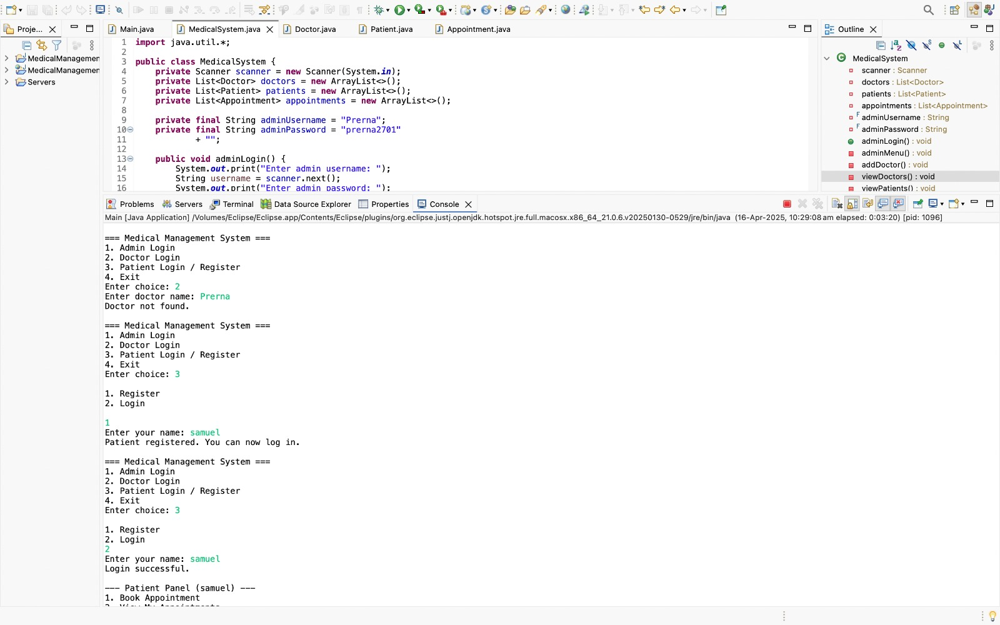 Proje...
Main.java
MedicalSystem.java
Doctor.java
Patient.java
Appointment.java
Outline
MedicalManagemer
MedicalManagemer
Servers
1 import java.util.*;
2
3 public class MedicalSystem {
4 private Scanner scanner = new Scanner(System.in);
5 private List<Doctor> doctors = new ArrayList<>();
6 private List<Patient> patients = new ArrayList<>();
7 private List<Appointment> appointments = new ArrayList<>();
8
9 private final String adminUsername = "Prerna";
10 private final String adminPassword = "prerna2701"
11 + "";
12
13 public void adminLogin() {
14 System.out.print("Enter admin username: ");
15 String username = scanner.next();
16 System.out.print("Enter admin password: ");
MedicalSystem
scanner : Scanner
doctors : List<Doctor>
patients : List<Patient>
appointments : List<Appointment>
adminUsername : String
adminPassword : String
adminLogin() : void
adminMenu() : void
addDoctor() : void
viewDoctors() : void
viewPatients() : void
Problems
Servers
Terminal
Data Source Explorer
Properties
Console
Main [Java Application] /Volumes/Eclipse/Eclipse.app/Contents/Eclipse/plugins/org.eclipse.justj.openjdk.hotspot.jre.full.macosx.x86_64_21.0.6.v20250130-0529/jre/bin/java (16-Apr-2025, 10:29:08 am elapsed: 0:03:20) [pid: 1096]
=== Medical Management System ===
1. Admin Login
2. Doctor Login
3. Patient Login / Register
4. Exit
Enter choice: 2
Enter doctor name: Prerna
Doctor not found.
=== Medical Management System ===
1. Admin Login
2. Doctor Login
3. Patient Login / Register
4. Exit
Enter choice: 3
1. Register
2. Login
1
Enter your name: samuel
Patient registered. You can now log in.
=== Medical Management System ===
1. Admin Login
2. Doctor Login
3. Patient Login / Register
4. Exit
Enter choice: 3
1. Register
2. Login
2
Enter your name: samuel
Login successful.
--- Patient Panel (samuel) ---
1. Book Appointment
2. View My Appointments